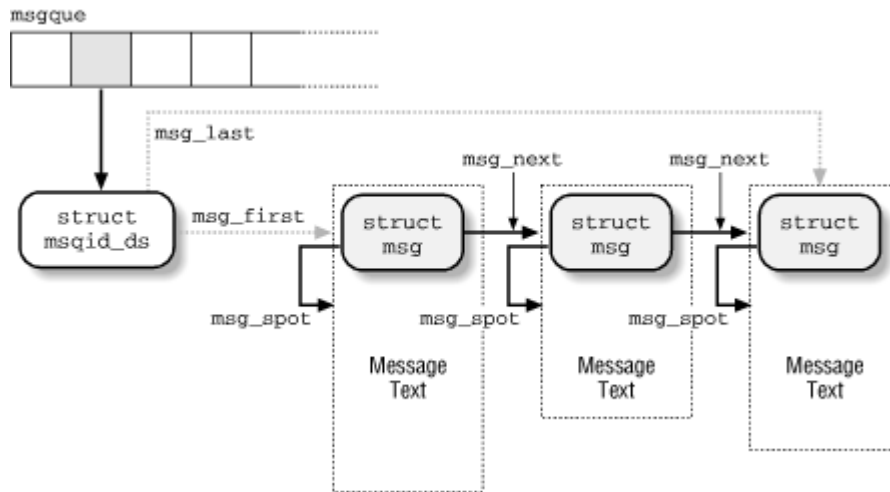 msgque
msg_last
msg_next
msg_next
struct
msqid_ds
msg_first
struct
msg
struct
msg
struct
msg
msg_spot
msg_spot
msg_spot
Message
Text
Message
Text
Message
Text